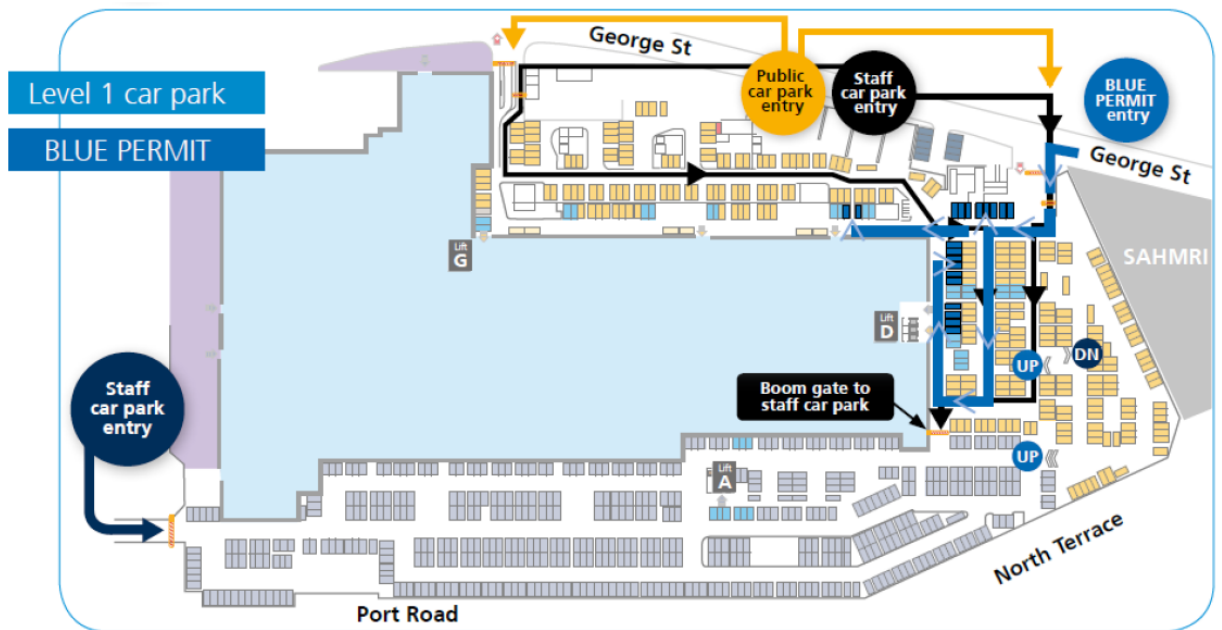 George St
Level 1 car park
BLUE PERMIT
Public
car park
entry
Staff
car park
entry
BLUE
PERMIT
entry
George St
SAHMRI
Lift
G
Lift
D
UP
DN
Boom gate to
staff car park
Staff
car park
entry
UP
Lift
A
North Terrace
Port Road